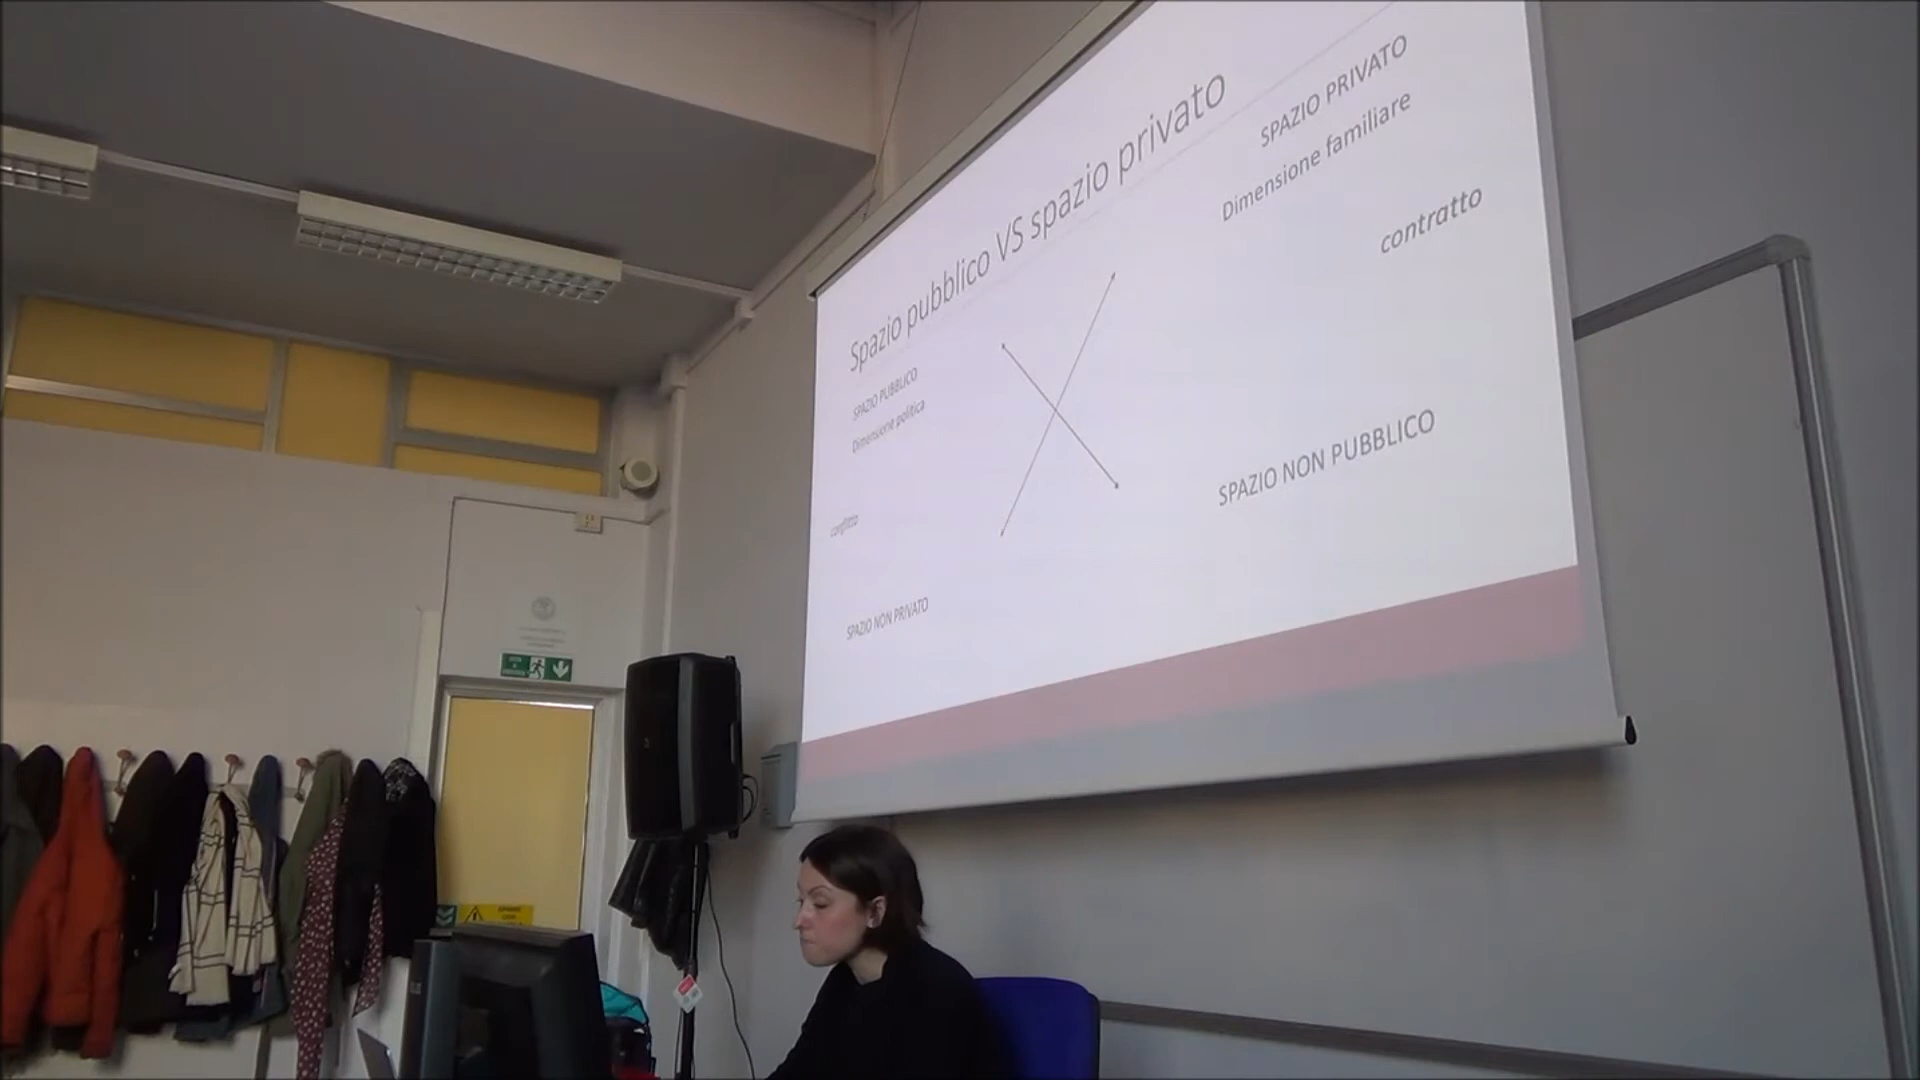 Spazio pubblico VS spazio privato
SPAZIO PUBBLICO
Dimensione politica
SPAZIO PRIVATO
Dimensione familiare
conflitto
contratto
SPAZIO NON PRIVATO
SPAZIO NON PUBBLICO